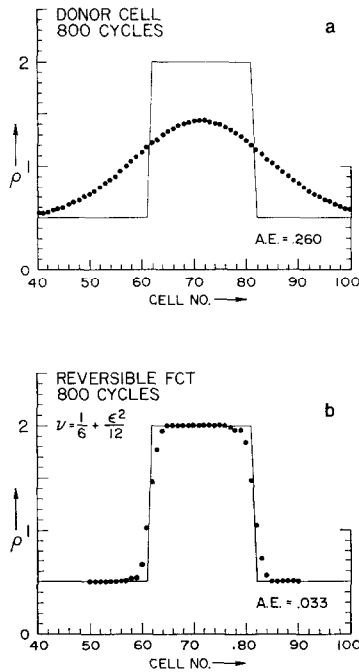 DONOR CELL
800 CYCLES
a
2
ρ
1
0
A.E. = .260
40 50 60 70 80 90 100
CELL NO.
REVERSIBLE FCT
800 CYCLES
b
ν = 1/6 + ε²/12
2
ρ
1
0
A.E. = .033
40 50 60 70 80 90 100
CELL NO.